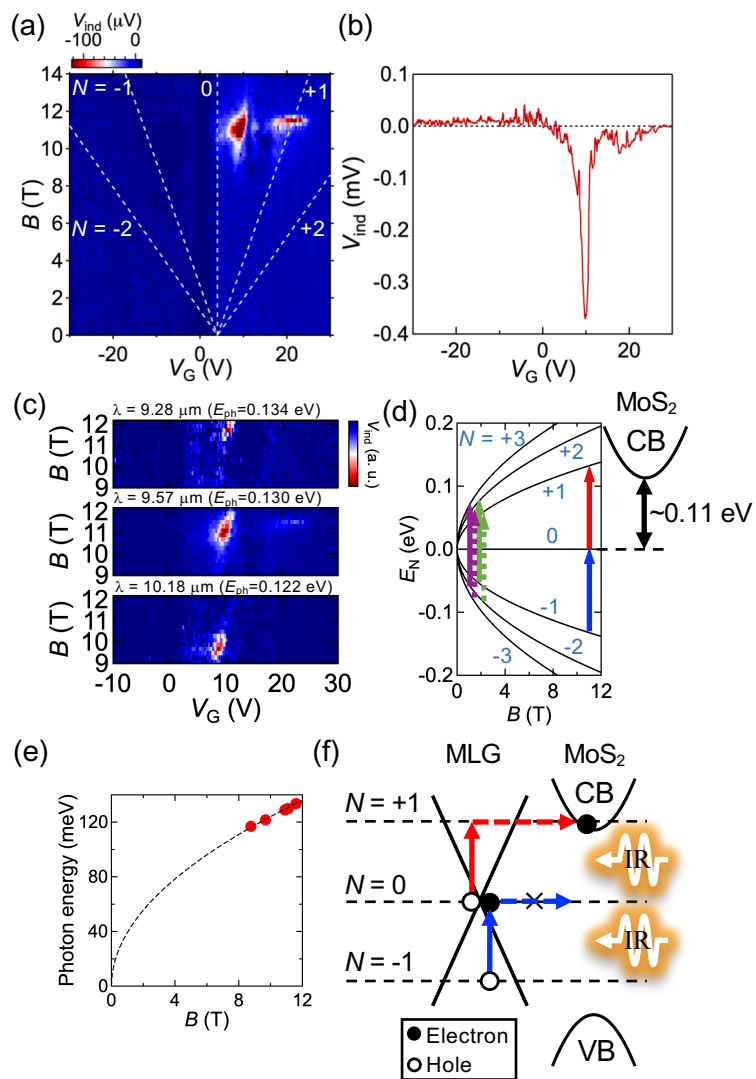 (a)
V_ind (μV)
-100 0
N = -1 0 +1
N = -2 +2
14
12
10
8
6
4
2
0
B (T)
-20 0 20
V_G (V)
(b)
0.1
0.0
-0.1
-0.2
-0.3
-0.4
V_ind (mV)
-20 0 20
V_G (V)
(c)
λ = 9.28 μm (E_ph=0.134 eV)
12
11
10
9
B (T)
V_ind (a. u.)
λ = 9.57 μm (E_ph=0.130 eV)
12
11
10
9
B (T)
λ = 10.18 μm (E_ph=0.122 eV)
12
11
10
9
B (T)
-10 0 10 20 30
V_G (V)
(d)
MoS₂
CB
~0.11 eV
0.2
0.1
0.0
-0.1
-0.2
E_N (eV)
N = +3
+2
+1
0
-1
-2
-3
0 4 8 12
B (T)
(e)
Photon energy (meV)
120
80
40
0
0 4 8 12
B (T)
(f)
MLG MoS₂
N = +1
CB
IR
N = 0
IR
N = -1
VB
Electron
Hole